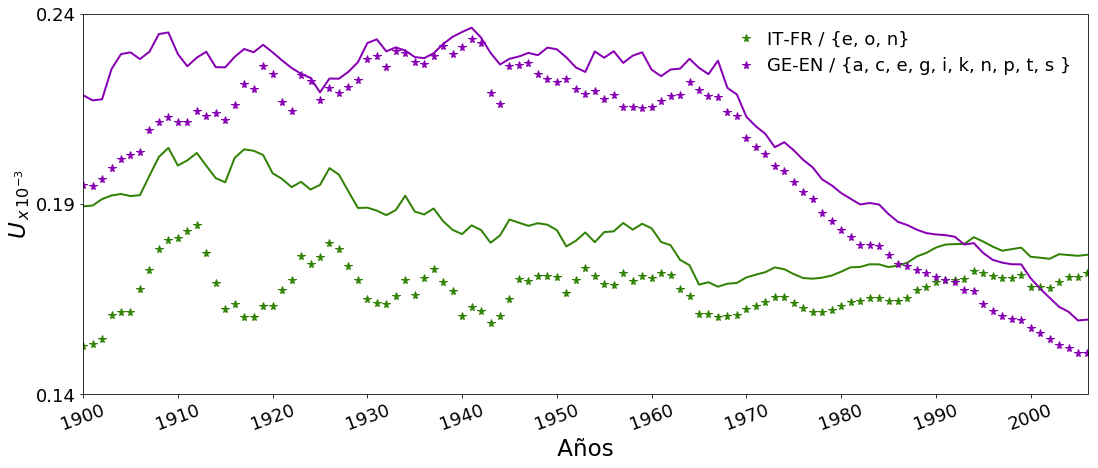 0.24
0.19
0.14
U x 10⁻³
IT-FR / {e, o, n}
GE-EN / {a, c, e, g, i, k, n, p, t, s }
1900 1910 1920 1930 1940 1950 1960 1970 1980 1990 2000
Años